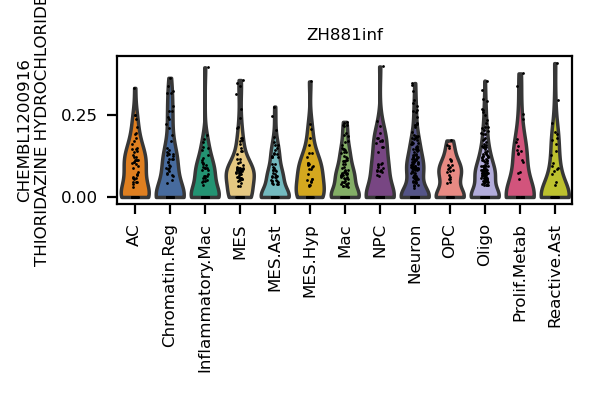 ZH881inf
CHEMBL1200916
THIORIDAZINE HYDROCHLORIDE
0.25
0.00
AC
Chromatin.Reg
Inflammatory.Mac
MES
MES.Ast
MES.Hyp
Mac
NPC
Neuron
OPC
Oligo
Prolif.Metab
Reactive.Ast